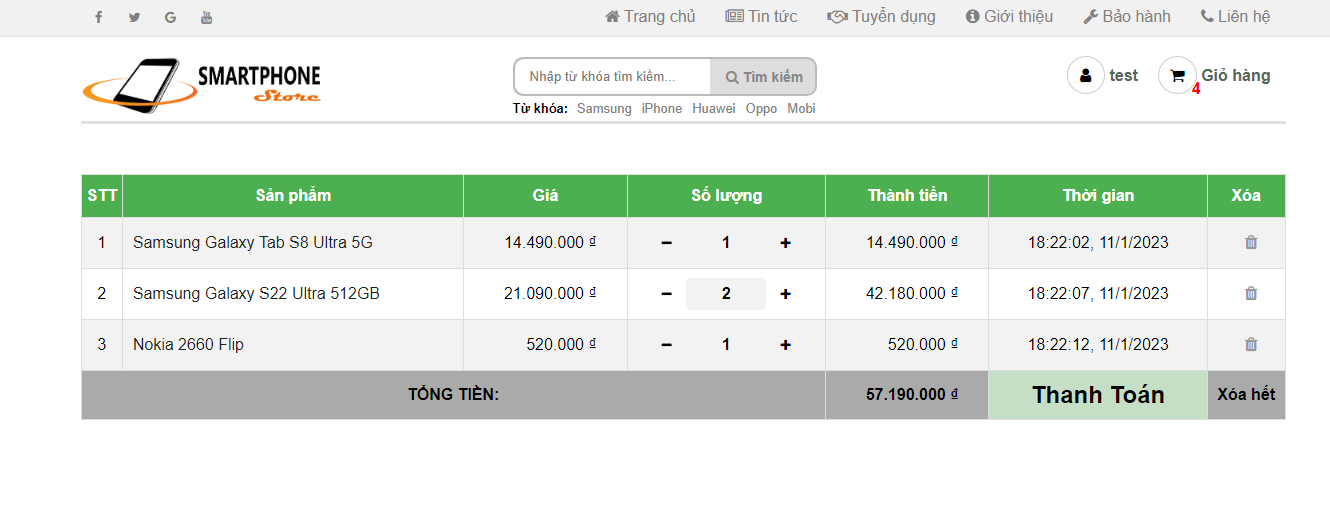 Trang chủ Tin tức Tuyển dụng Giới thiệu Bảo hành Liên hệ
SMARTPHONE
Store
Nhập từ khóa tìm kiếm... Tìm kiếm
test 4 Giỏ hàng
Từ khóa: Samsung iPhone Huawei Oppo Mobi
STT Sản phẩm Giá Số lượng Thành tiền Thời gian Xóa
1 Samsung Galaxy Tab S8 Ultra 5G 14.490.000 ₫ 1 14.490.000 ₫ 18:22:02, 11/1/2023
2 Samsung Galaxy S22 Ultra 512GB 21.090.000 ₫ 2 42.180.000 ₫ 18:22:07, 11/1/2023
3 Nokia 2660 Flip 520.000 ₫ 1 520.000 ₫ 18:22:12, 11/1/2023
TỔNG TIỀN: 57.190.000 ₫ Thanh Toán Xóa hết